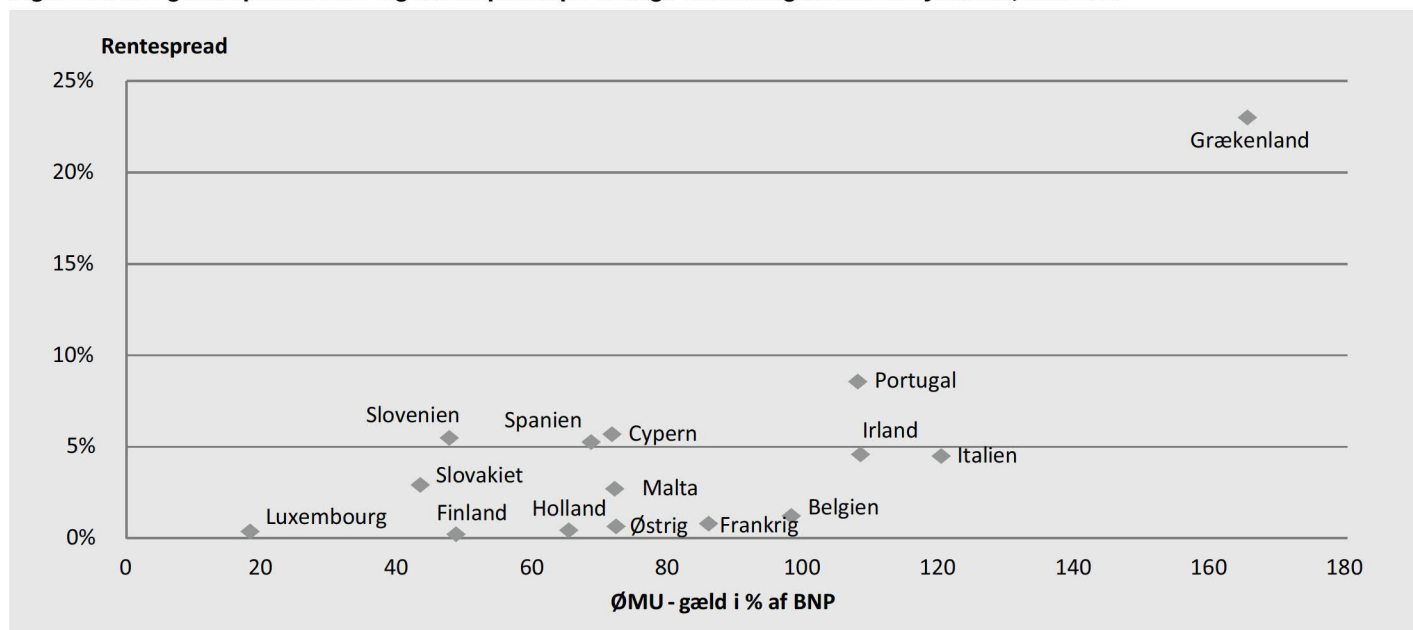 Rentespread
25%
20%
Grækenland
15%
10%
Portugal
Slovenien
Spanien
Cypern
Irland
5%
Italien
Slovakiet
Malta
Luxembourg
Finland
Holland
Østrig
Frankrig
Belgien
0%
0 20 40 60 80 100 120 140 160 180
ØMU - gæld i % af BNP